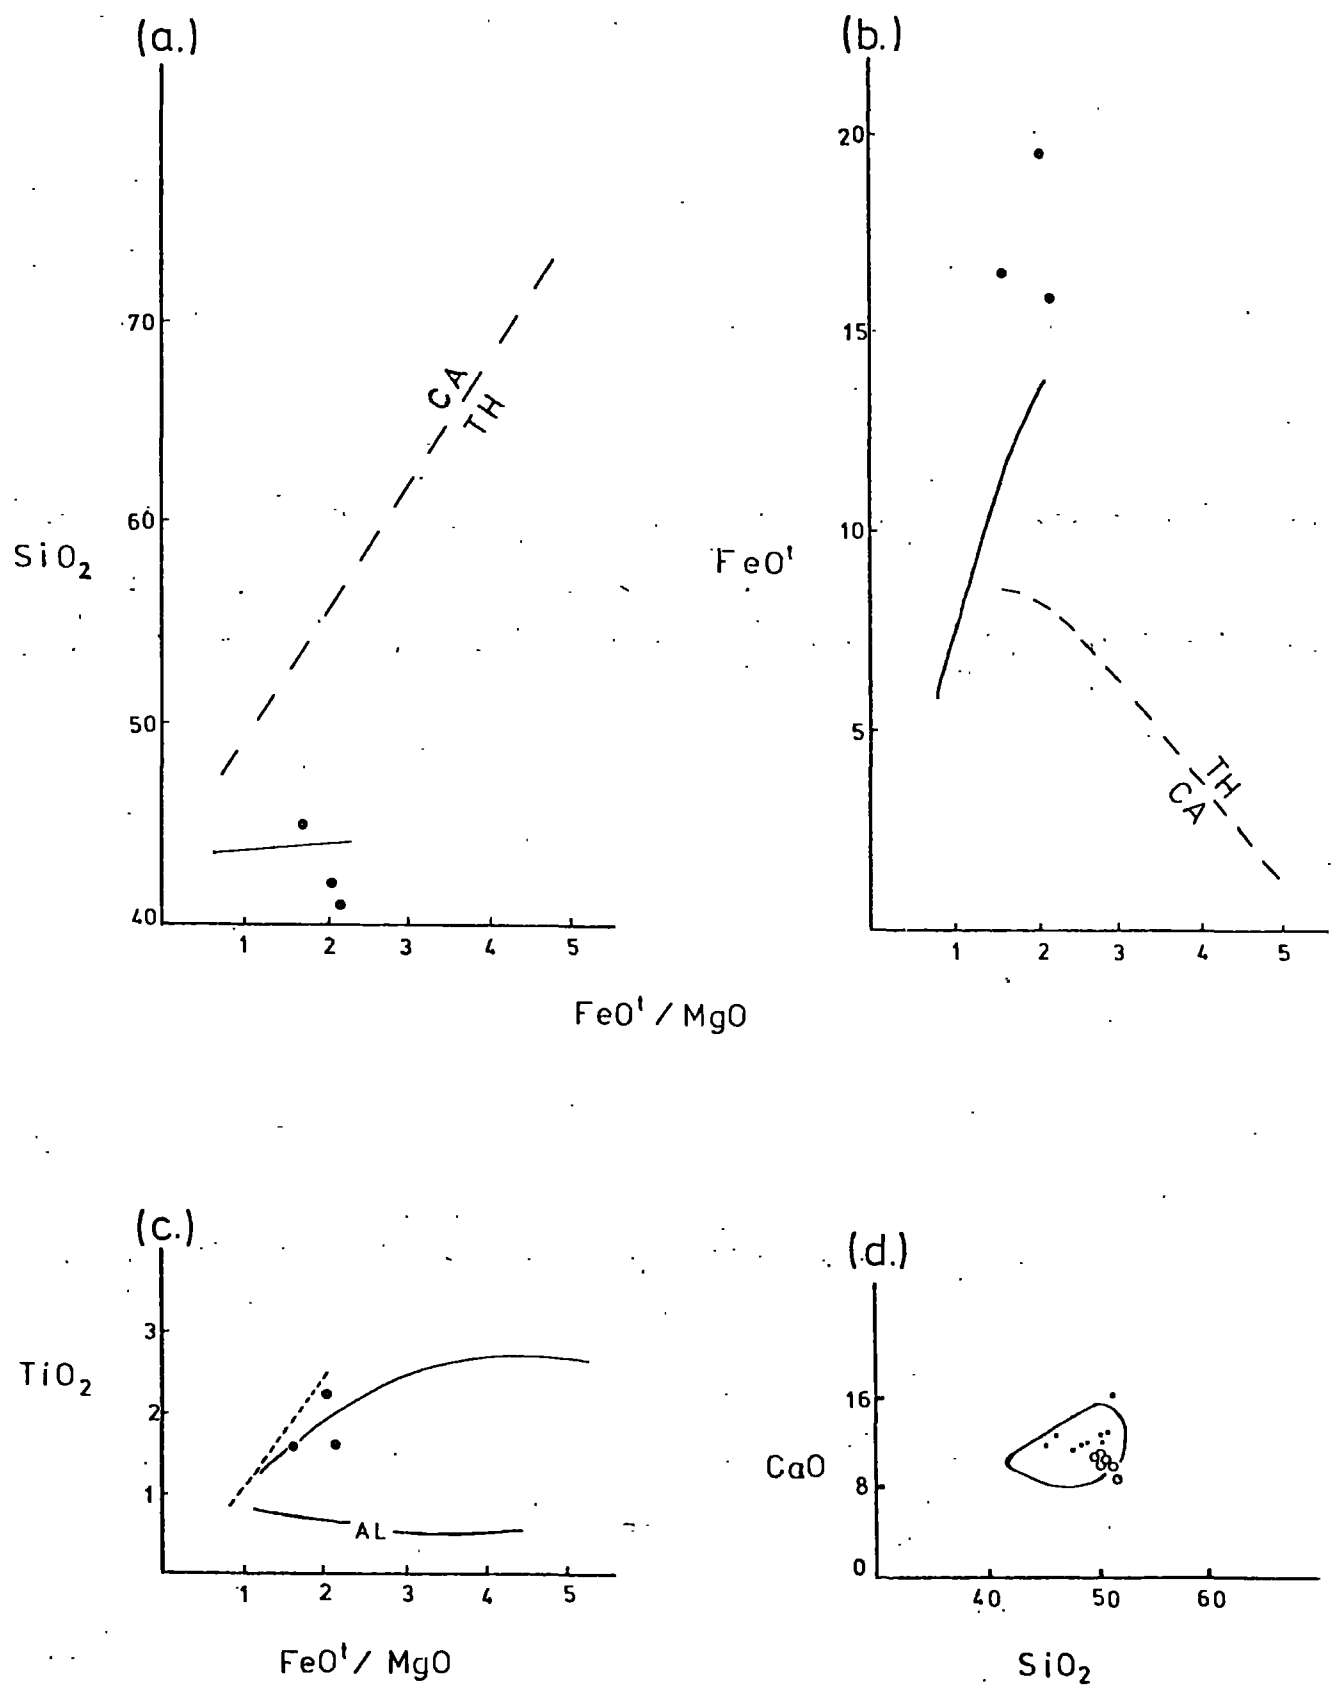 (a.)
70
60
50
40
SiO₂
CA
TH
1 2 3 4 5
(b.)
20
15
10
5
FeOᵗ
TH
CA
1 2 3 4 5
FeOᵗ / MgO
(c.)
3
2
1
TiO₂
AL
1 2 3 4 5
FeOᵗ / MgO
(d.)
16
8
0
CaO
40 50 60
SiO₂